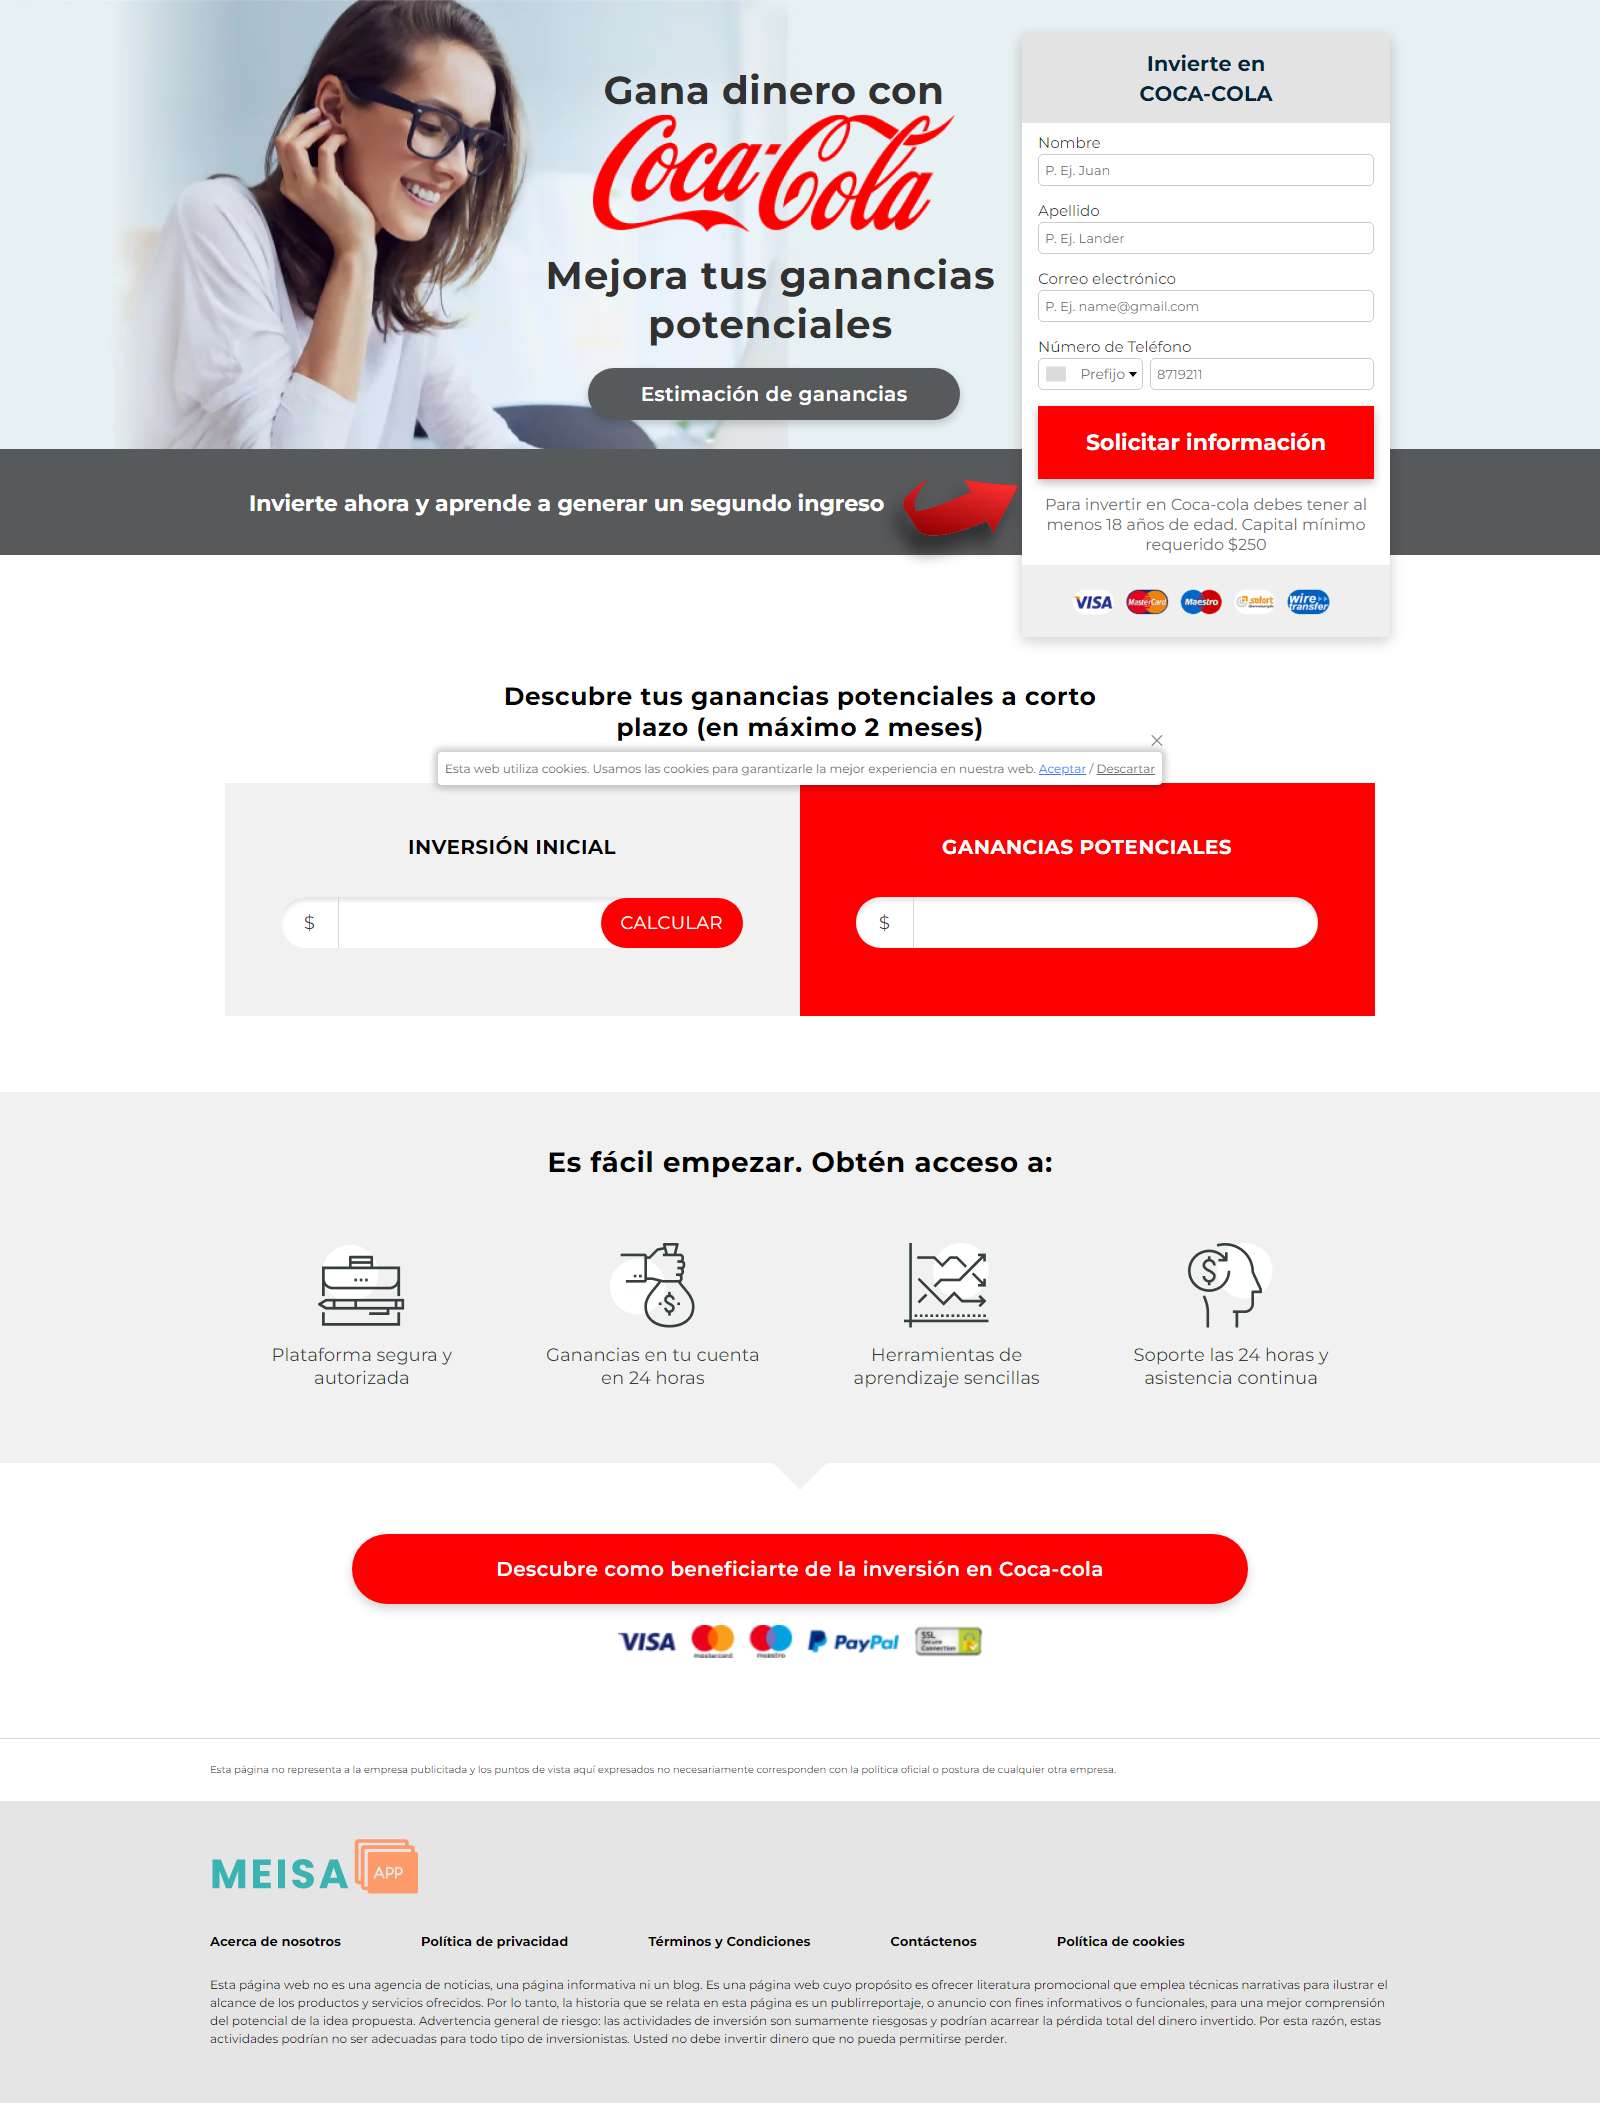 Gana dinero con
Coca-Cola
Mejora tus ganancias
potenciales
Estimación de ganancias
Invierte ahora y aprende a generar un segundo ingreso
Invierte en
COCA-COLA
Nombre
P. Ej. Juan
Apellido
P. Ej. Lander
Correo electrónico
P. Ej. name@gmail.com
Número de Teléfono
Prefijo 8719211
Solicitar información
Para invertir en Coca-cola debes tener al
menos 18 años de edad. Capital mínimo
requerido $250
VISA MasterCard Maestro sofort wire transfer
Descubre tus ganancias potenciales a corto
plazo (en máximo 2 meses)
Esta web utiliza cookies. Usamos las cookies para garantizarle la mejor experiencia en nuestra web. Aceptar / Descartar
INVERSIÓN INICIAL
$ CALCULAR
GANANCIAS POTENCIALES
$
Es fácil empezar. Obtén acceso a:
Plataforma segura y
autorizada
Ganancias en tu cuenta
en 24 horas
Herramientas de
aprendizaje sencillas
Soporte las 24 horas y
asistencia continua
Descubre como beneficiarte de la inversión en Coca-cola
VISA mastercard maestro PayPal SSL Secure Connection
Esta página no representa a la empresa publicitada y los puntos de vista aquí expresados no necesariamente corresponden con la política oficial o postura de cualquier otra empresa.
MEISA APP
Acerca de nosotros Política de privacidad Términos y Condiciones Contáctenos Política de cookies
Esta página web no es una agencia de noticias, una página informativa ni un blog. Es una página web cuyo propósito es ofrecer literatura promocional que emplea técnicas narrativas para ilustrar el
alcance de los productos y servicios ofrecidos. Por lo tanto, la historia que se relata en esta página es un publirreportaje, o anuncio con fines informativos o funcionales, para una mejor comprensión
del potencial de la idea propuesta. Advertencia general de riesgo: las actividades de inversión son sumamente riesgosas y podrían acarrear la pérdida total del dinero invertido. Por esta razón, estas
actividades podrían no ser adecuadas para todo tipo de inversionistas. Usted no debe invertir dinero que no pueda permitirse perder.